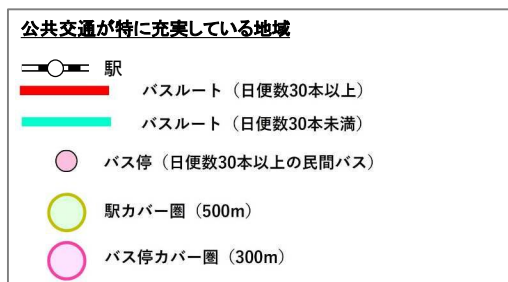 公共交通が特に充実している地域
駅
バスルート（日便数30本以上）
バスルート（日便数30本未満）
バス停（日便数30本以上の民間バス）
駅カバー圏（500m）
バス停カバー圏（300m）